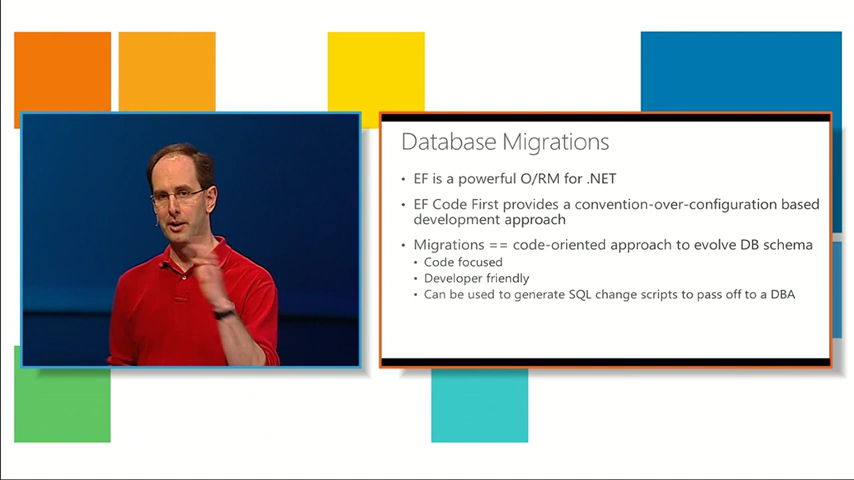 Database Migrations
• EF is a powerful O/RM for .NET
• EF Code First provides a convention-over-configuration based
development approach
• Migrations == code-oriented approach to evolve DB schema
• Code focused
• Developer friendly
• Can be used to generate SQL change scripts to pass off to a DBA